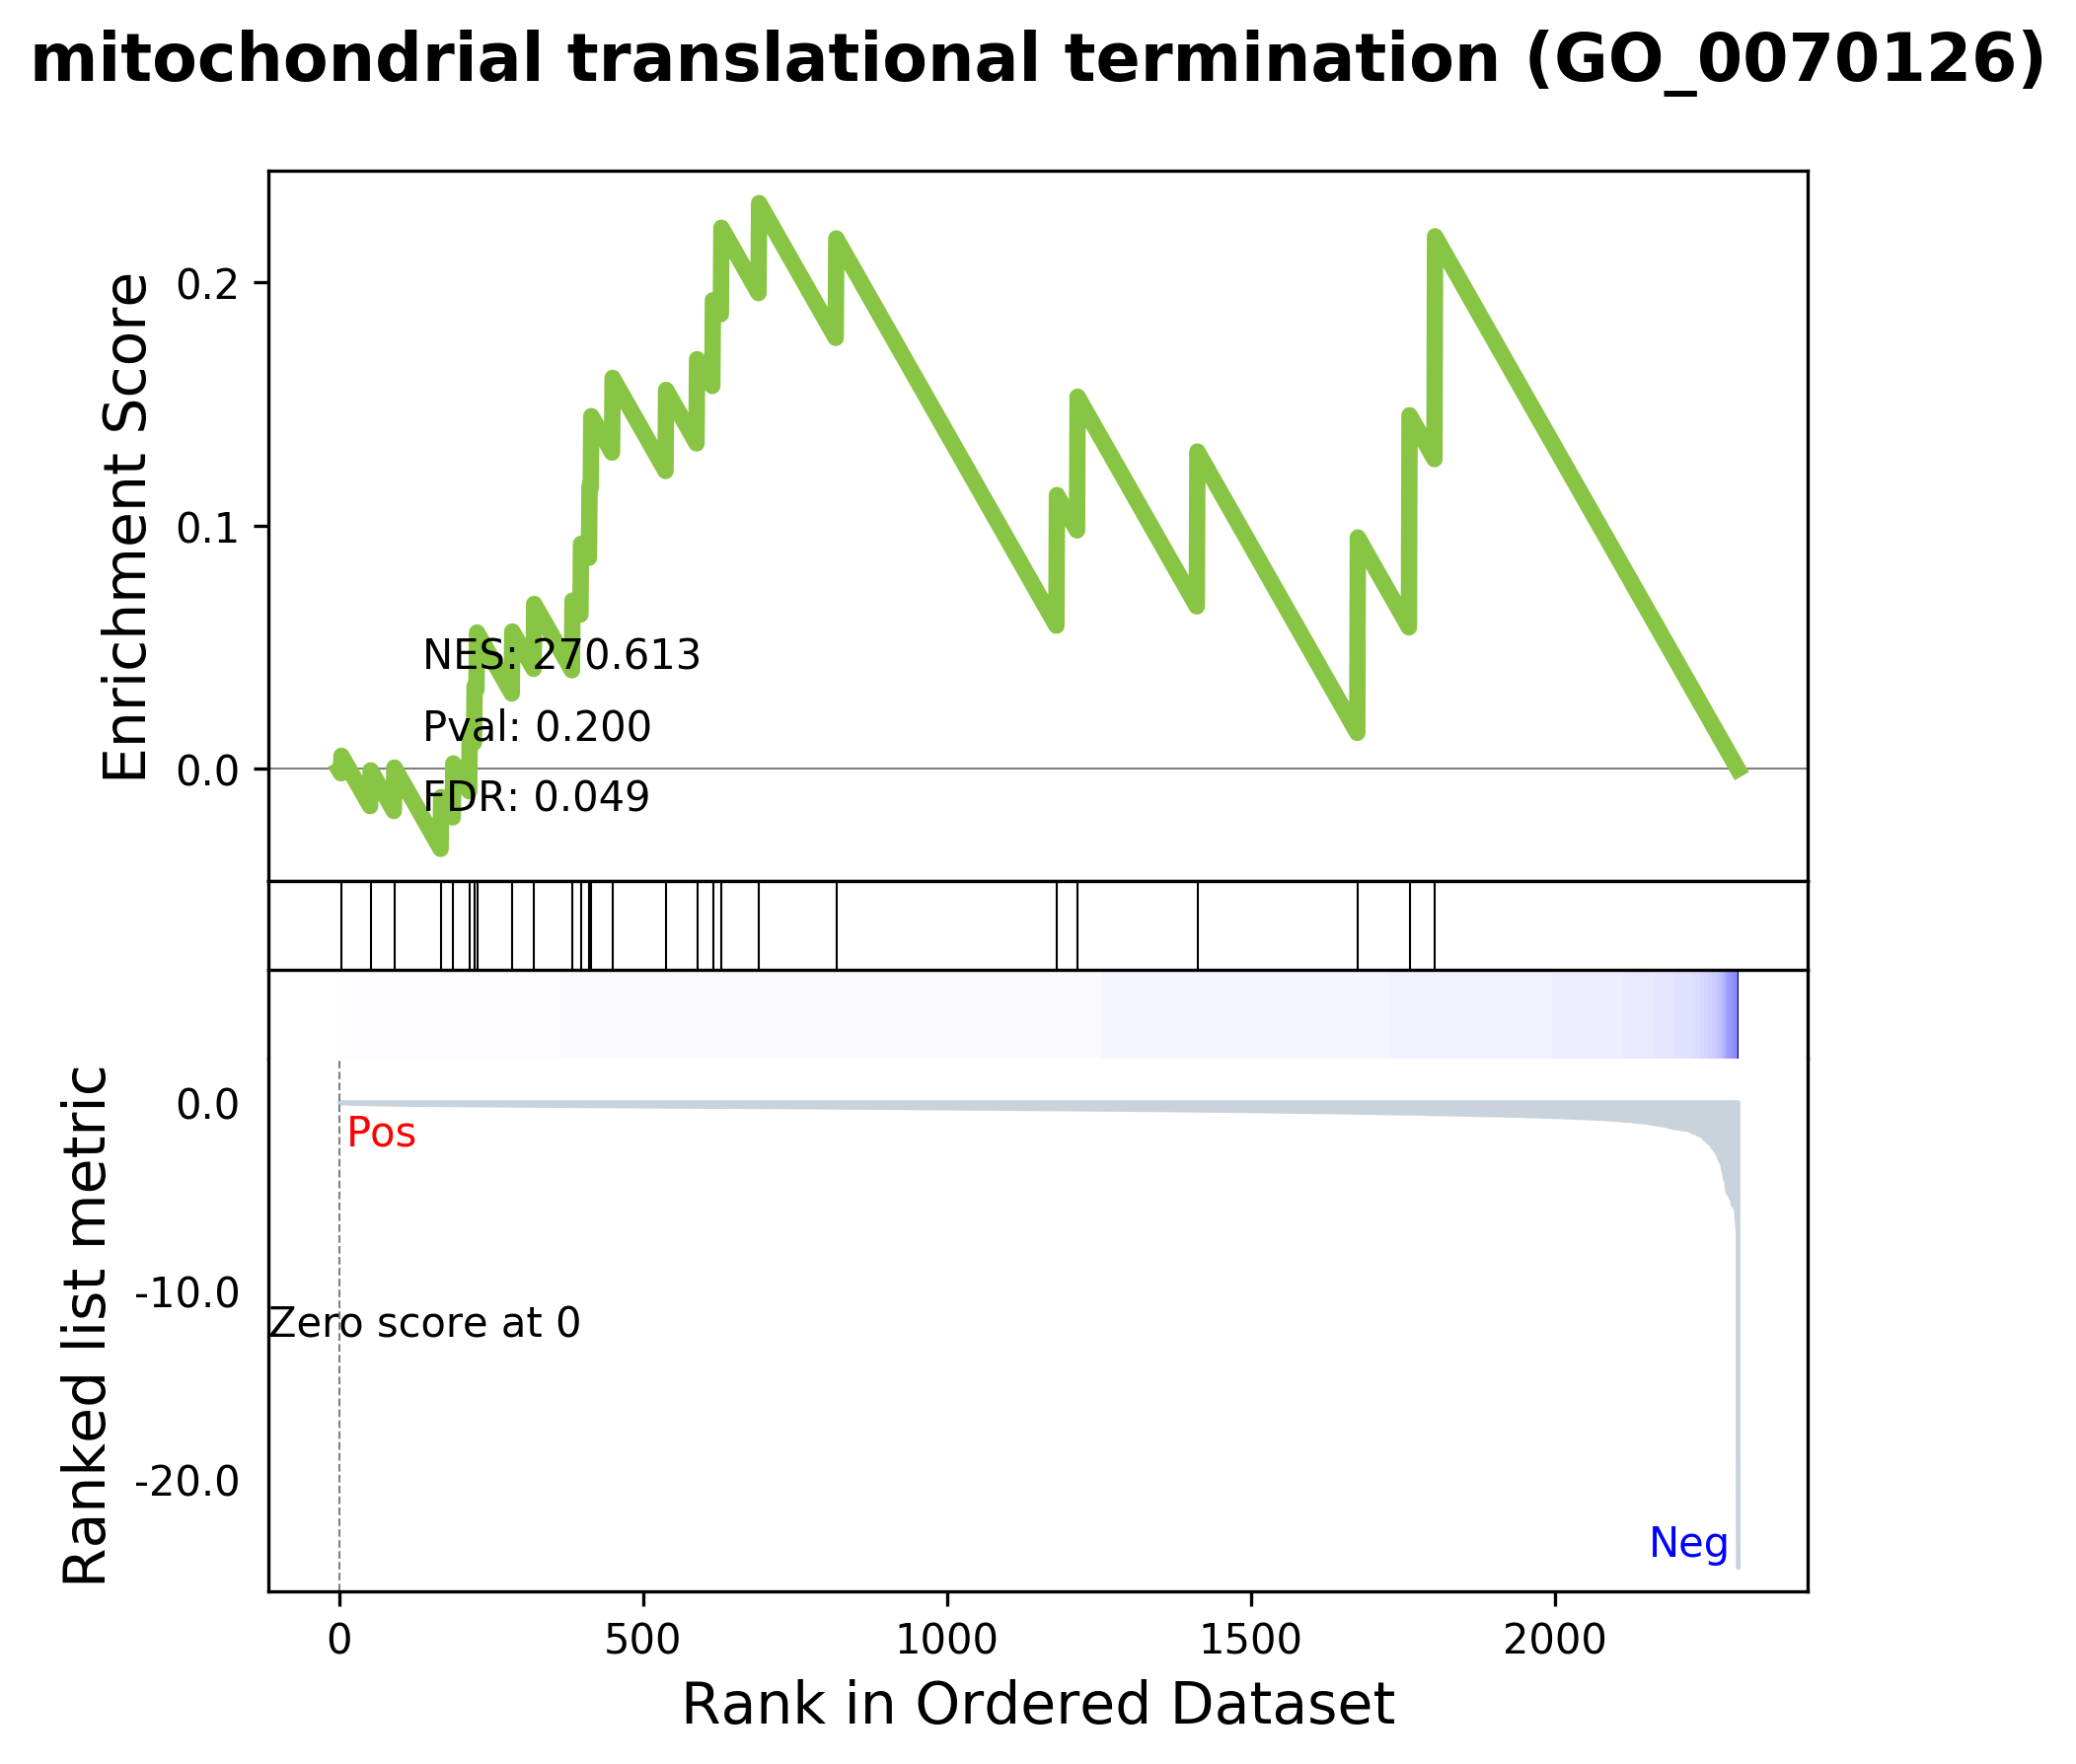 mitochondrial translational termination (GO_0070126)
Enrichment Score
0.2
0.1
0.0
NES: 270.613
Pval: 0.200
FDR: 0.049
Ranked list metric
0.0
-10.0
-20.0
Pos
Zero score at 0
Neg
0 500 1000 1500 2000
Rank in Ordered Dataset